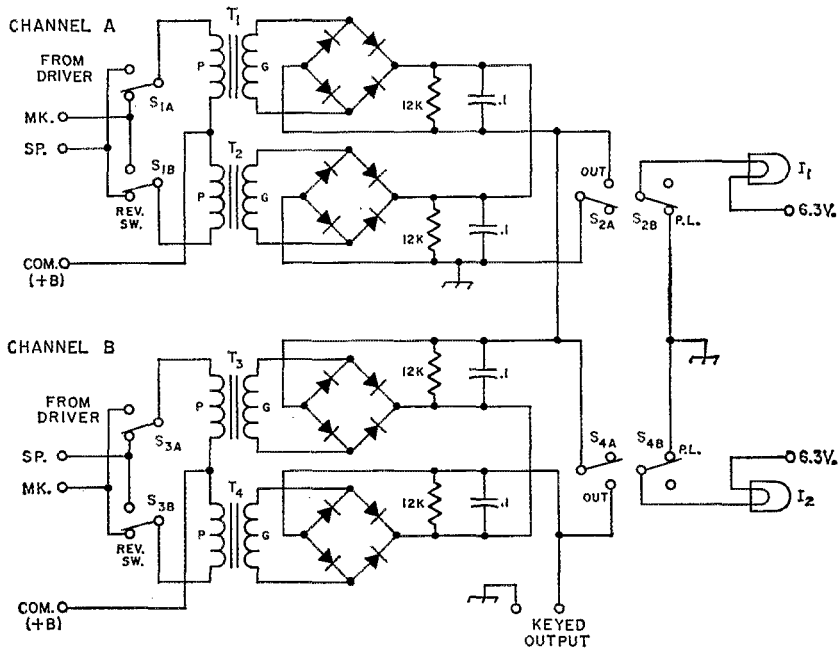 CHANNEL A
FROM
DRIVER
MK.
SP.
S1A
S1B
REV.
SW.
COM.
(+B)
T1
P
G
12K
.1
T2
P
G
12K
.1
OUT
S2A
S2B
P.L.
I1
6.3V.
CHANNEL B
FROM
DRIVER
SP.
MK.
S3A
S3B
REV.
SW.
COM.
(+B)
T3
P
G
12K
.1
T4
P
G
12K
.1
S4A
S4B
P.L.
OUT
6.3V.
I2
KEYED
OUTPUT